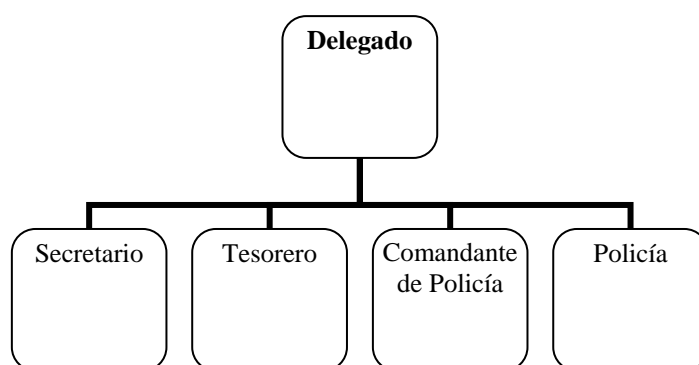 Delegado
Secretario
Tesorero
Comandante
de Policía
Policía